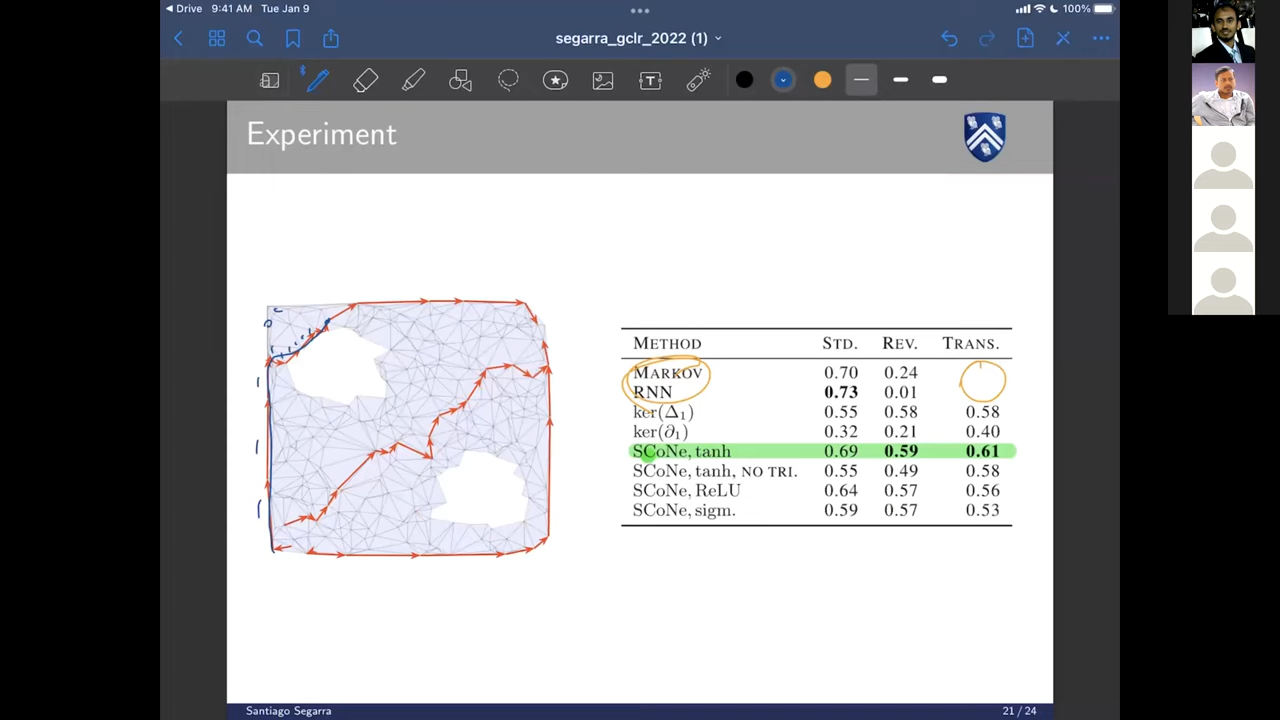 Drive 9:41 AM Tue Jan 9 100%
segarra_gclr_2022 (1)
Experiment
METHOD STD. REV. TRANS.
MARKOV 0.70 0.24
RNN 0.73 0.01
ker(Δ₁) 0.55 0.58 0.58
ker(∂₁) 0.32 0.21 0.40
SCoNe, tanh 0.69 0.59 0.61
SCoNe, tanh, NO TRI. 0.55 0.49 0.58
SCoNe, ReLU 0.64 0.57 0.56
SCoNe, sigm. 0.59 0.57 0.53
Santiago Segarra 21 / 24